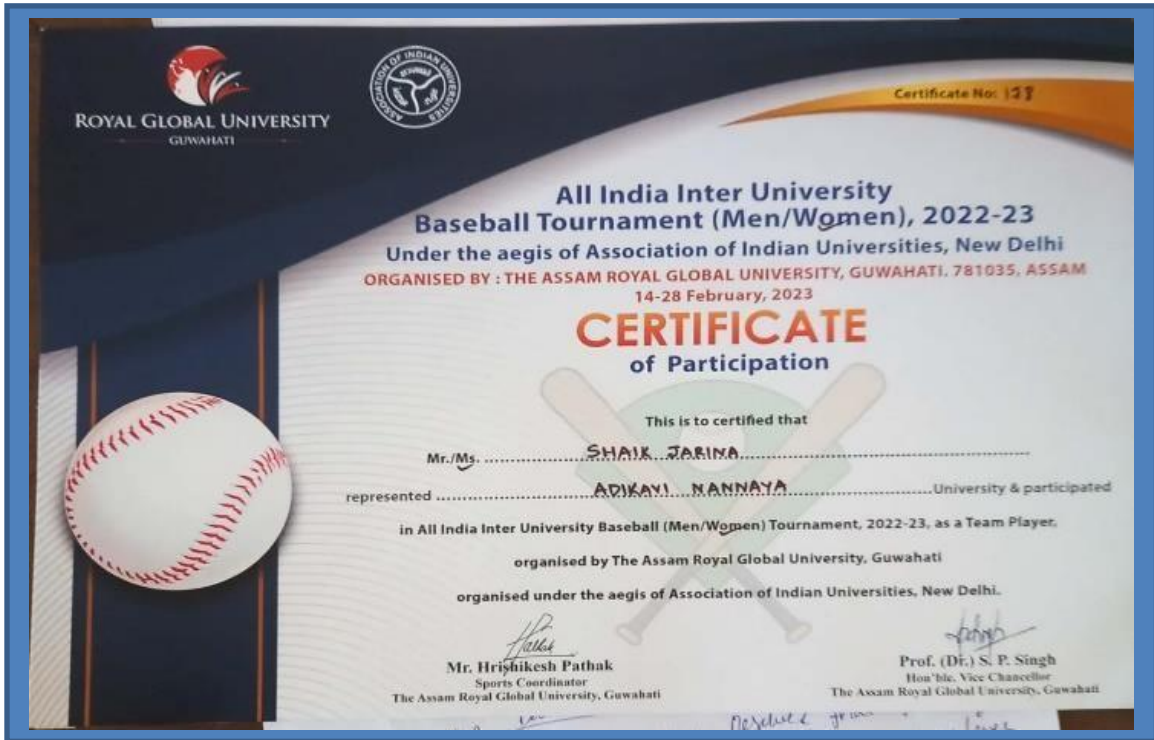 ROYAL GLOBAL UNIVERSITY
GUWAHATI
ASSOCIATION OF INDIAN UNIVERSITIES
Certificate No: 128
All India Inter University
Baseball Tournament (Men/Women), 2022-23
Under the aegis of Association of Indian Universities, New Delhi
ORGANISED BY : THE ASSAM ROYAL GLOBAL UNIVERSITY, GUWAHATI. 781035, ASSAM
14-28 February, 2023
CERTIFICATE
of Participation
This is to certified that
Mr./Ms. SHAIK JARINA
represented ADIKAVI NANNAYA University & participated
in All India Inter University Baseball (Men/Women) Tournament, 2022-23, as a Team Player,
organised by The Assam Royal Global University, Guwahati
organised under the aegis of Association of Indian Universities, New Delhi.
Mr. Hrishikesh Pathak
Sports Coordinator
The Assam Royal Global University, Guwahati
Prof. (Dr.) S. P. Singh
Hon'ble. Vice Chancellor
The Assam Royal Global University, Guwahati